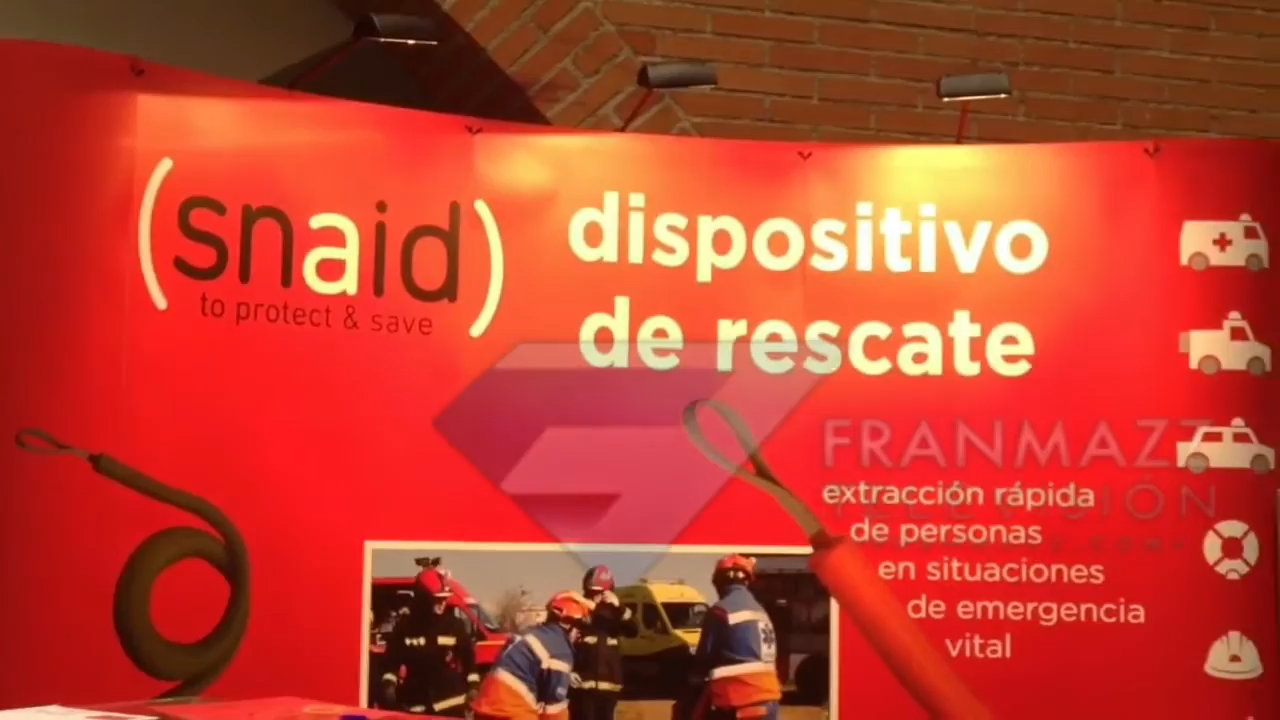 (snaid)
to protect & save
dispositivo
de rescate
FRANMAZZ
extracción rápida
de personas
en situaciones
de emergencia
vital